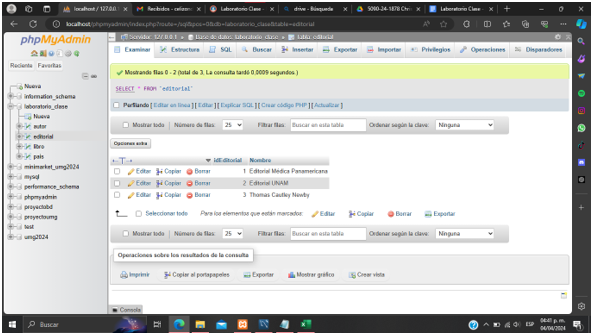 localhost / 127.0.0
Recibidos - celiazm
Laboratorio Clase +
drive - Búsqueda
5090-24-1878 Chri
Laboratorio Clase I
localhost/phpmyadmin/index.php?route=/sql&pos=0&db=laboratorio_clase&table=editorial
phpMyAdmin
Reciente Favoritas
Nueva
information_schema
laboratorio_clase
Nueva
autor
editorial
libro
pais
minimarket_umg2024
mysql
performance_schema
phpmyadmin
proyectobd
proyectoumg
test
umg2024
Servidor: 127.0.0.1 » Base de datos: laboratorio_clase » Tabla: editorial
Examinar Estructura SQL Buscar Insertar Exportar Importar Privilegios Operaciones Disparadores
Mostrando filas 0 - 2 (total de 3, La consulta tardó 0,0009 segundos.)
SELECT * FROM `editorial`
Perfilando [ Editar en línea ] [ Editar ] [ Explicar SQL ] [ Crear código PHP ] [ Actualizar ]
Mostrar todo Número de filas: 25 Filtrar filas: Buscar en esta tabla Ordenar según la clave: Ninguna
Opciones extra
←T→ idEditorial Nombre
Editar Copiar Borrar 1 Editorial Médica Panamericana
Editar Copiar Borrar 2 Editorial UNAM
Editar Copiar Borrar 3 Thomas Castley Newby
Seleccionar todo Para los elementos que están marcados: Editar Copiar Borrar Exportar
Mostrar todo Número de filas: 25 Filtrar filas: Buscar en esta tabla Ordenar según la clave: Ninguna
Operaciones sobre los resultados de la consulta
Imprimir Copiar al portapapeles Exportar Mostrar gráfico Crear vista
Consola
Buscar
ESP
04:41 p. m.
04/04/2024